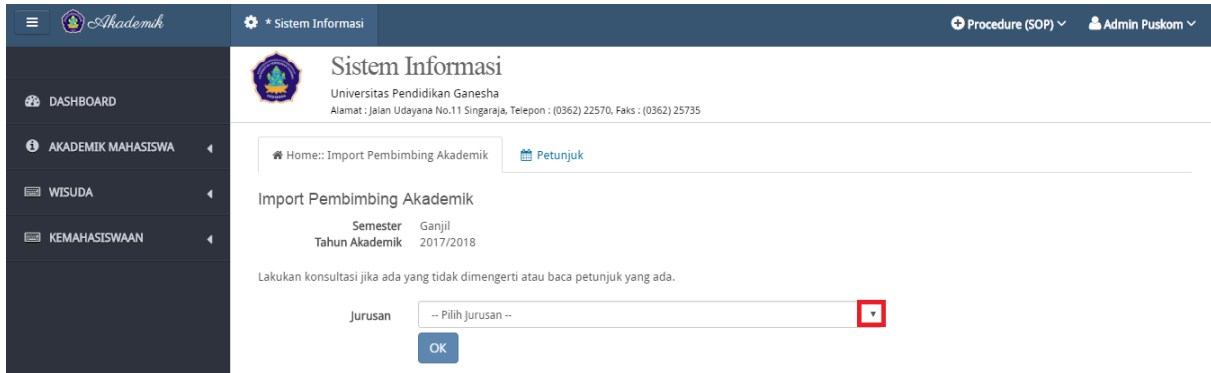 Akademik
* Sistem Informasi
Procedure (SOP)
Admin Puskom
DASHBOARD
AKADEMIK MAHASISWA
WISUDA
KEMAHASISWAAN
Sistem Informasi
Universitas Pendidikan Ganesha
Alamat : Jalan Udayana No.11 Singaraja, Telepon : (0362) 22570, Faks : (0362) 25735
Home:: Import Pembimbing Akademik
Petunjuk
Import Pembimbing Akademik
Semester Ganjil
Tahun Akademik 2017/2018
Lakukan konsultasi jika ada yang tidak dimengerti atau baca petunjuk yang ada.
Jurusan -- Pilih Jurusan --
OK